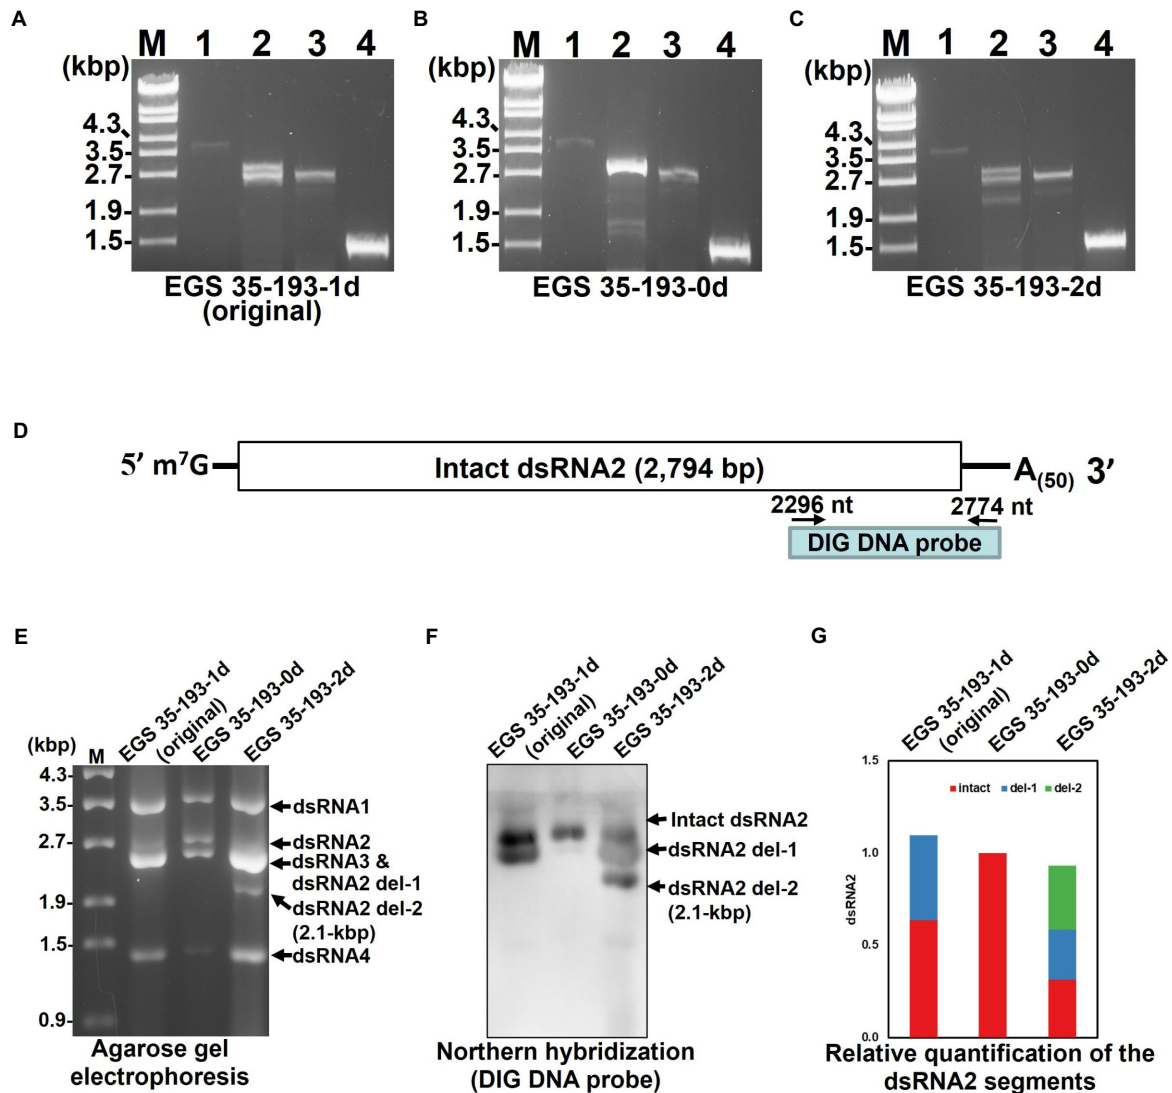 A
M 1 2 3 4
(kbp)
4.3
3.5
2.7
1.9
1.5
EGS 35-193-1d
(original)
B
M 1 2 3 4
(kbp)
4.3
3.5
2.7
1.9
1.5
EGS 35-193-0d
C
M 1 2 3 4
(kbp)
4.3
3.5
2.7
1.9
1.5
EGS 35-193-2d
D
5′ m⁷G
Intact dsRNA2 (2,794 bp)
A(50) 3′
2296 nt
2774 nt
DIG DNA probe
E
EGS 35-193-1d
(original)
EGS 35-193-0d
EGS 35-193-2d
(kbp)
M
4.3
3.5
2.7
1.9
1.5
0.9
dsRNA1
dsRNA2
dsRNA3 &
dsRNA2 del-1
dsRNA2 del-2
(2.1-kbp)
dsRNA4
Agarose gel
electrophoresis
F
EGS 35-193-1d
(original)
EGS 35-193-0d
EGS 35-193-2d
Intact dsRNA2
dsRNA2 del-1
dsRNA2 del-2
(2.1-kbp)
Northern hybridization
(DIG DNA probe)
G
EGS 35-193-1d
(original)
EGS 35-193-0d
EGS 35-193-2d
1.5
1.0
0.5
0.0
dsRNA2
intact del-1 del-2
Relative quantification of the
dsRNA2 segments